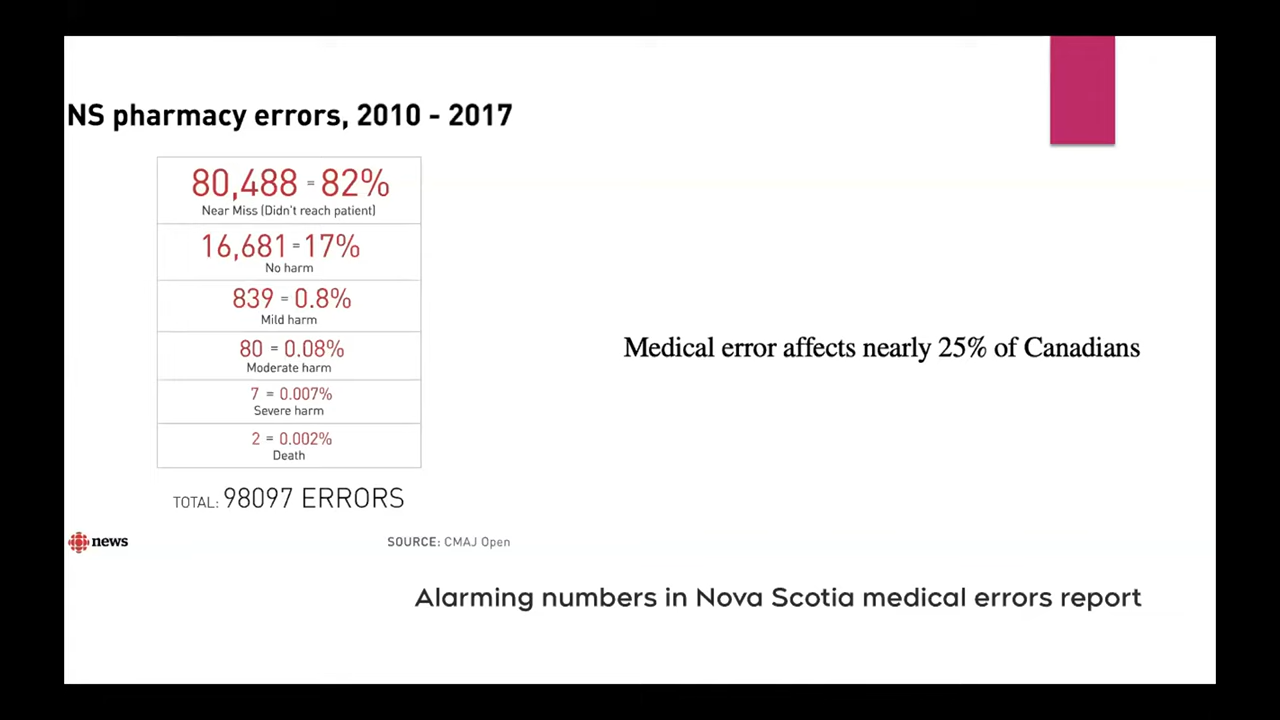 NS pharmacy errors, 2010 - 2017
80,488 = 82%
Near Miss (Didn't reach patient)
16,681 = 17%
No harm
839 = 0.8%
Mild harm
80 = 0.08%
Moderate harm
7 = 0.007%
Severe harm
2 = 0.002%
Death
TOTAL: 98097 ERRORS
news
SOURCE: CMAJ Open
Medical error affects nearly 25% of Canadians
Alarming numbers in Nova Scotia medical errors report